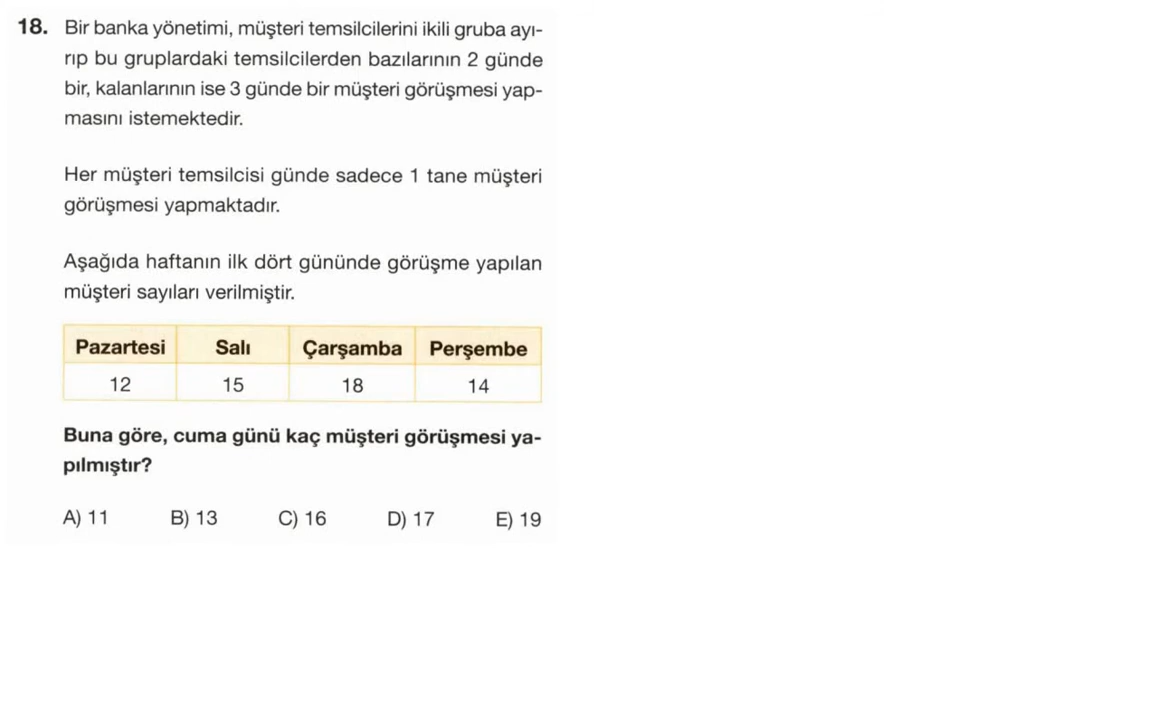 18. Bir banka yönetimi, müşteri temsilcilerini ikili gruba ayı-
rıp bu gruplardaki temsilcilerden bazılarının 2 günde
bir, kalanlarının ise 3 günde bir müşteri görüşmesi yap-
masını istemektedir.
Her müşteri temsilcisi günde sadece 1 tane müşteri
görüşmesi yapmaktadır.
Aşağıda haftanın ilk dört gününde görüşme yapılan
müşteri sayıları verilmiştir.
Pazartesi Salı Çarşamba Perşembe
12 15 18 14
Buna göre, cuma günü kaç müşteri görüşmesi ya-
pılmıştır?
A) 11 B) 13 C) 16 D) 17 E) 19